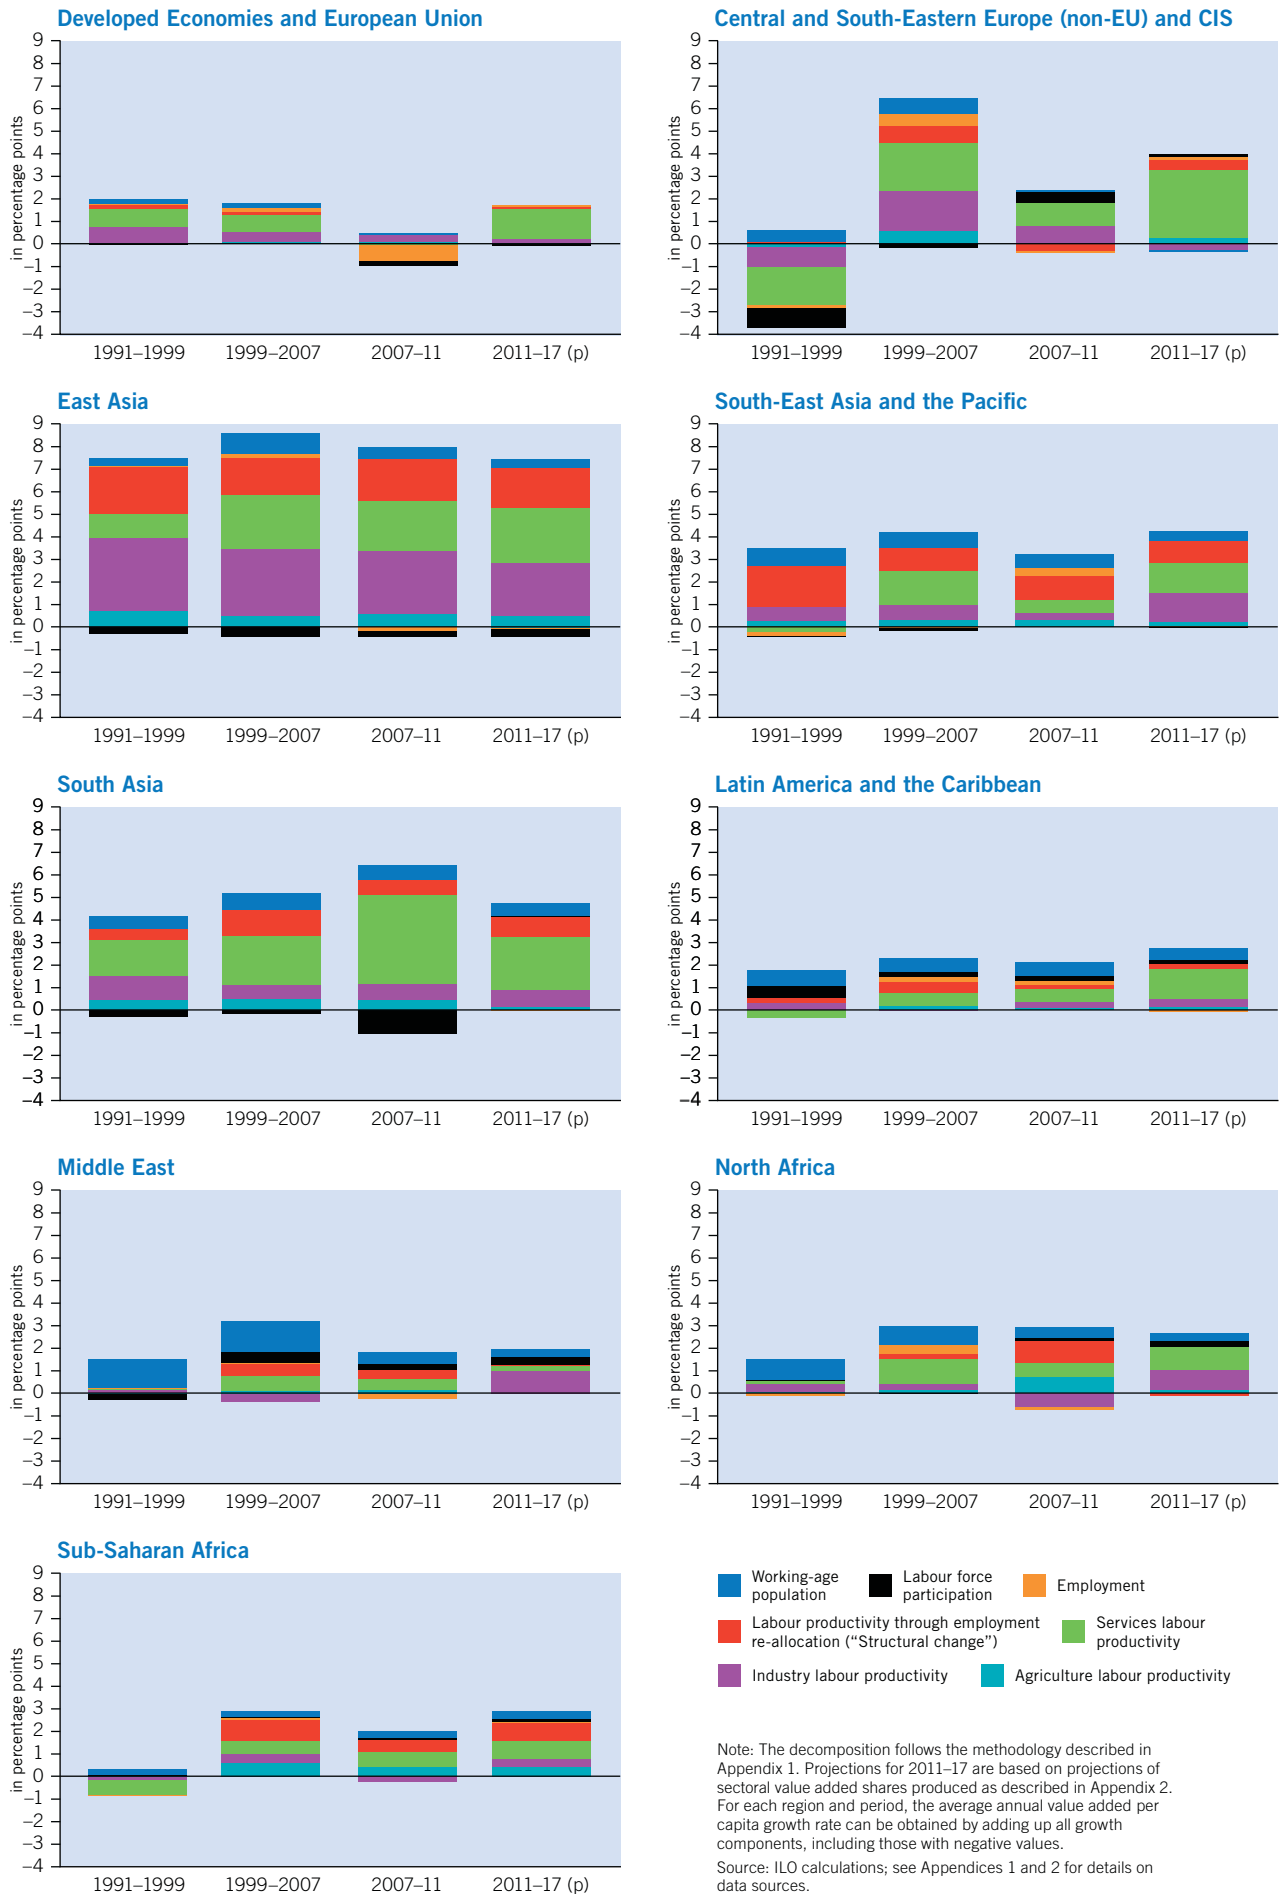 Developed Economies and European Union
in percentage points
9
8
7
6
5
4
3
2
1
0
–1
–2
–3
–4
1991–1999 1999–2007 2007–11 2011–17 (p)
Central and South-Eastern Europe (non-EU) and CIS
in percentage points
9
8
7
6
5
4
3
2
1
0
–1
–2
–3
–4
1991–1999 1999–2007 2007–11 2011–17 (p)
East Asia
in percentage points
9
8
7
6
5
4
3
2
1
0
–1
–2
–3
–4
1991–1999 1999–2007 2007–11 2011–17 (p)
South-East Asia and the Pacific
in percentage points
9
8
7
6
5
4
3
2
1
0
–1
–2
–3
–4
1991–1999 1999–2007 2007–11 2011–17 (p)
South Asia
in percentage points
9
8
7
6
5
4
3
2
1
0
–1
–2
–3
–4
1991–1999 1999–2007 2007–11 2011–17 (p)
Latin America and the Caribbean
in percentage points
9
8
7
6
5
4
3
2
1
0
–1
–2
–3
–4
1991–1999 1999–2007 2007–11 2011–17 (p)
Middle East
in percentage points
9
8
7
6
5
4
3
2
1
0
–1
–2
–3
–4
1991–1999 1999–2007 2007–11 2011–17 (p)
North Africa
in percentage points
9
8
7
6
5
4
3
2
1
0
–1
–2
–3
–4
1991–1999 1999–2007 2007–11 2011–17 (p)
Sub-Saharan Africa
in percentage points
9
8
7
6
5
4
3
2
1
0
–1
–2
–3
–4
1991–1999 1999–2007 2007–11 2011–17 (p)
Working-age
population
Labour force
participation
Employment
Labour productivity through employment
re-allocation (“Structural change”)
Services labour
productivity
Industry labour productivity
Agriculture labour productivity
Note: The decomposition follows the methodology described in
Appendix 1. Projections for 2011–17 are based on projections of
sectoral value added shares produced as described in Appendix 2.
For each region and period, the average annual value added per
capita growth rate can be obtained by adding up all growth
components, including those with negative values.
Source: ILO calculations; see Appendices 1 and 2 for details on
data sources.